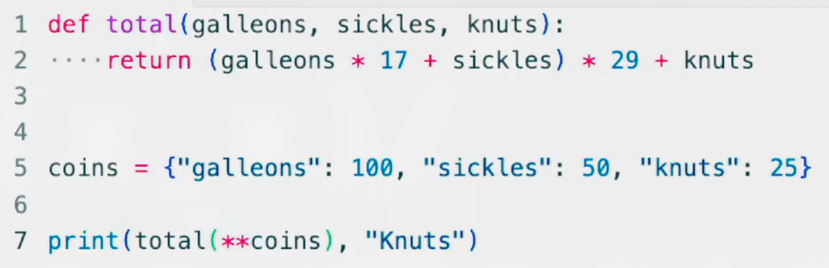 1 def total(galleons, sickles, knuts):
2 ····return (galleons * 17 + sickles) * 29 + knuts
3
4
5 coins = {"galleons": 100, "sickles": 50, "knuts": 25}
6
7 print(total(**coins), "Knuts")